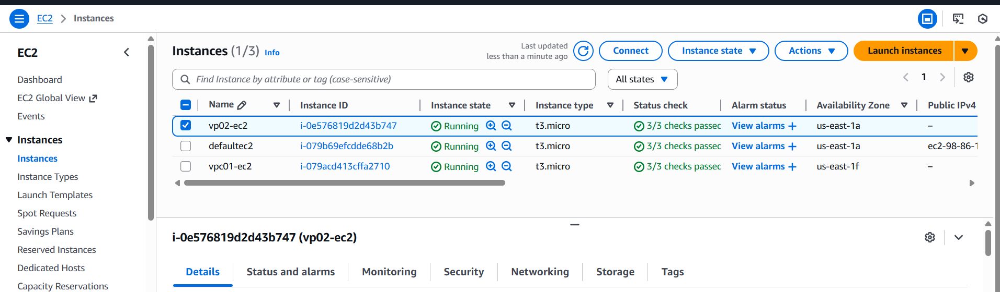 EC2 > Instances
EC2
Dashboard
EC2 Global View
Events
Instances
Instances
Instance Types
Launch Templates
Spot Requests
Savings Plans
Reserved Instances
Dedicated Hosts
Capacity Reservations
Instances (1/3) Info
Last updated
less than a minute ago
Connect
Instance state
Actions
Launch instances
Find Instance by attribute or tag (case-sensitive)
All states
1
Name Instance ID Instance state Instance type Status check Alarm status Availability Zone Public IPv4
vp02-ec2 i-0e576819d2d43b747 Running t3.micro 3/3 checks passed View alarms + us-east-1a –
defaultec2 i-079b69efcdde68b2b Running t3.micro 3/3 checks passed View alarms + us-east-1a ec2-98-86-1
vpc01-ec2 i-079acd413cffa2710 Running t3.micro 3/3 checks passed View alarms + us-east-1f –
i-0e576819d2d43b747 (vp02-ec2)
Details Status and alarms Monitoring Security Networking Storage Tags